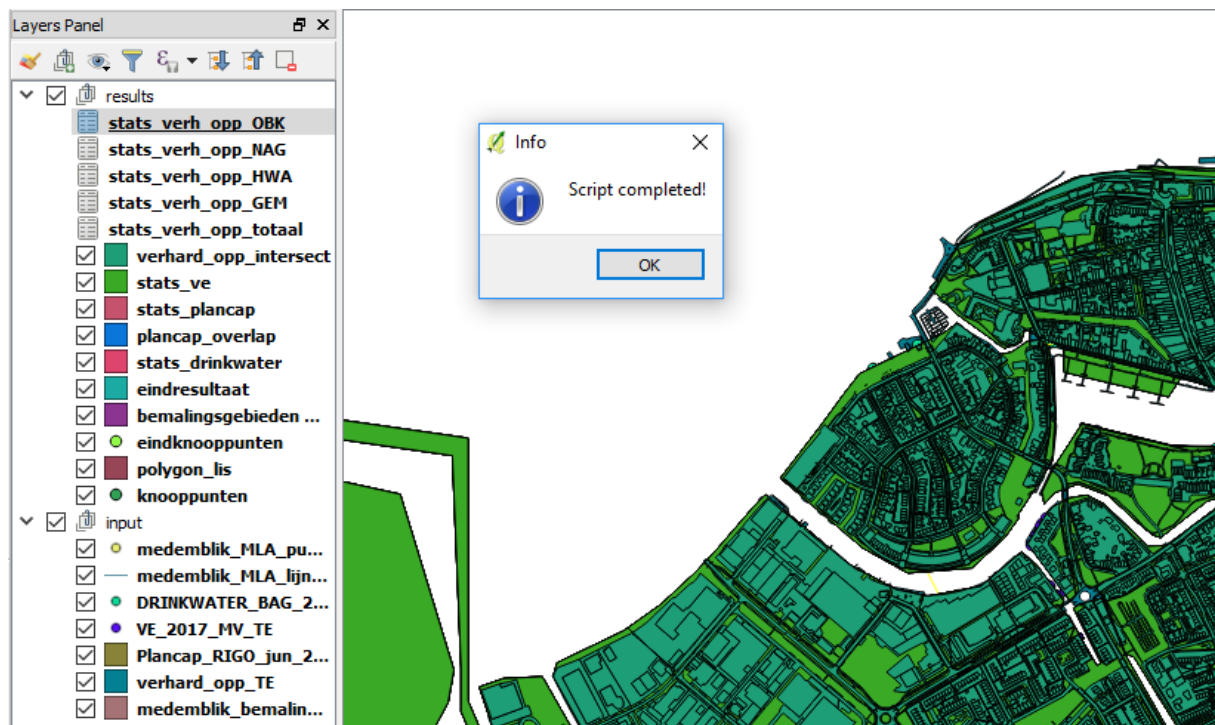 Layers Panel
results
stats_verh_opp_OBK
stats_verh_opp_NAG
stats_verh_opp_HWA
stats_verh_opp_GEM
stats_verh_opp_totaal
verhard_opp_intersect
stats_ve
stats_plancap
plancap_overlap
stats_drinkwater
eindresultaat
bemalingsgebieden ...
eindknooppunten
polygon_lis
knooppunten
input
medemblik_MLA_pu...
medemblik_MLA_lijn...
DRINKWATER_BAG_2...
VE_2017_MV_TE
Plancap_RIGO_jun_2...
verhard_opp_TE
medemblik_bemalin...
Info
Script completed!
OK